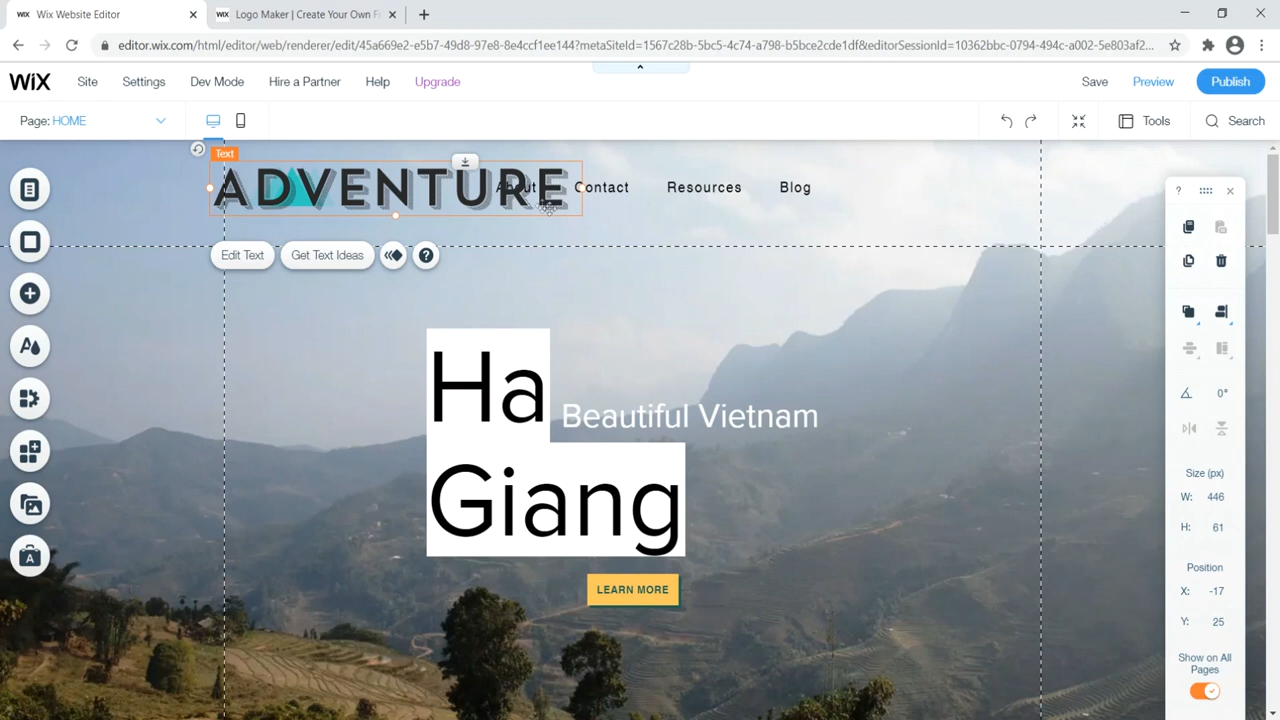 WiX Wix Website Editor
WiX Logo Maker | Create Your Own F
editor.wix.com/html/editor/web/renderer/edit/45a669e2-e5b7-49d8-97e8-8e4ccf1ee144?metaSiteId=1567c28b-5bc5-4c74-a798-b5bce2cde1df&editorSessionId=10362bbc-0794-494c-a002-5e803af2...
WiX Site Settings Dev Mode Hire a Partner Help Upgrade Save Preview Publish
Page: HOME Tools Search
Text
ADVENTURE About Contact Resources Blog
Edit Text Get Text Ideas ?
Ha
Beautiful Vietnam
Giang
LEARN MORE
?
0°
Size (px)
W: 446
H: 61
Position
X: -17
Y: 25
Show on All
Pages